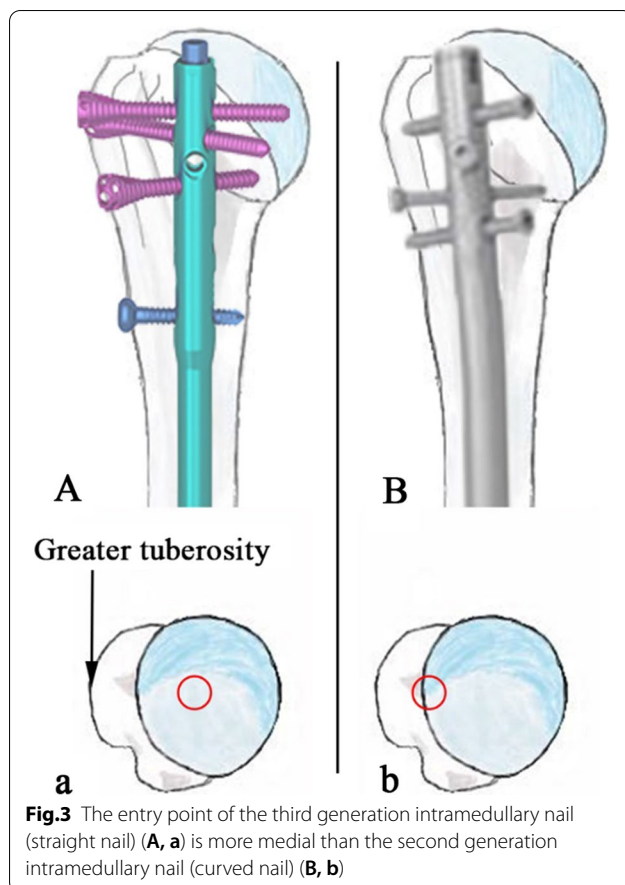 A
B
Greater tuberosity
a
b
Fig.3 The entry point of the third generation intramedullary nail
(straight nail) (A, a) is more medial than the second generation
intramedullary nail (curved nail) (B, b)